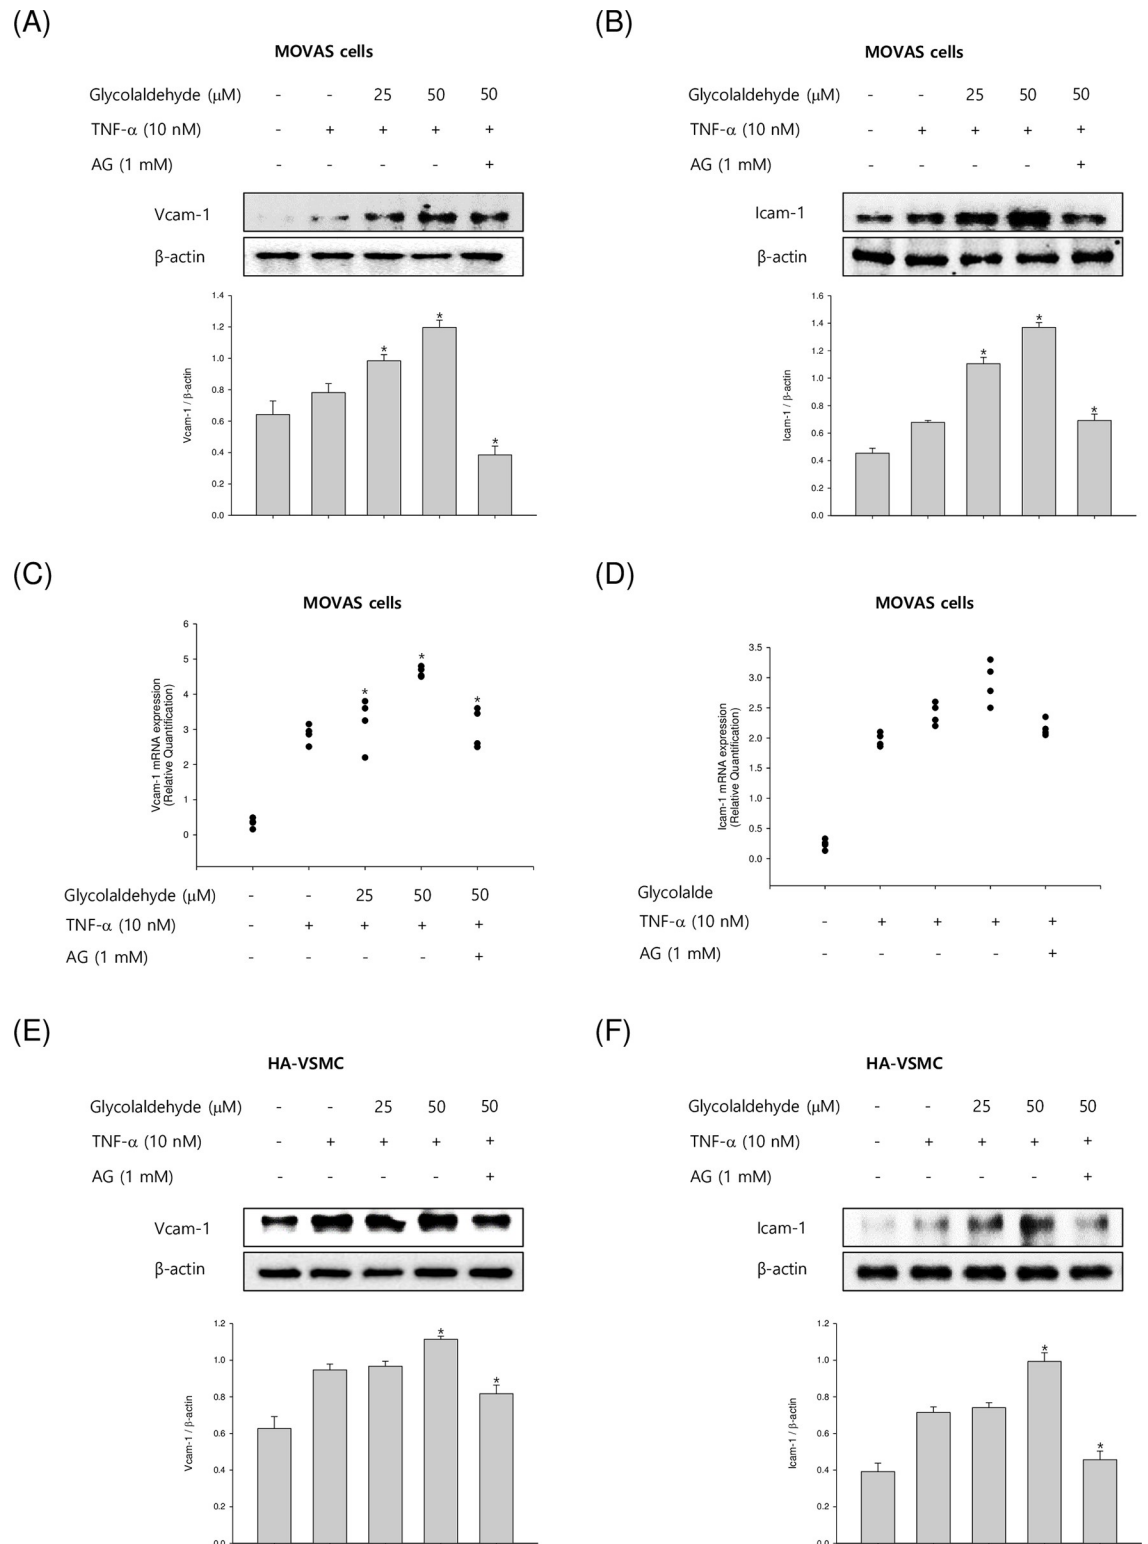 (A)
MOVAS cells
Glycolaldehyde (μM) - - 25 50 50
TNF-α (10 nM) - + + + +
AG (1 mM) - - - - +
Vcam-1
β-actin
1.4
1.2
1.0
0.8
0.6
0.4
0.2
0.0
Vcam-1 / β-actin
* * *
(B)
MOVAS cells
Glycolaldehyde (μM) - - 25 50 50
TNF-α (10 nM) - + + + +
AG (1 mM) - - - - +
Icam-1
β-actin
1.6
1.4
1.2
1.0
0.8
0.6
0.4
0.2
0.0
Icam-1 / β-actin
* * *
(C)
MOVAS cells
6
5
4
3
2
1
0
Vcam-1 mRNA expression
(Relative Quantification)
* * *
Glycolaldehyde (μM) - - 25 50 50
TNF-α (10 nM) - + + + +
AG (1 mM) - - - - +
(D)
MOVAS cells
3.5
3.0
2.5
2.0
1.5
1.0
0.5
0.0
Icam-1 mRNA expression
(Relative Quantification)
Glycolalde
TNF-α (10 nM) - + + + +
AG (1 mM) - - - - +
(E)
HA-VSMC
Glycolaldehyde (μM) - - 25 50 50
TNF-α (10 nM) - + + + +
AG (1 mM) - - - - +
Vcam-1
β-actin
1.2
1.0
0.8
0.6
0.4
0.2
0.0
Vcam-1 / β-actin
* *
(F)
HA-VSMC
Glycolaldehyde (μM) - - 25 50 50
TNF-α (10 nM) - + + + +
AG (1 mM) - - - - +
Icam-1
β-actin
1.2
1.0
0.8
0.6
0.4
0.2
0.0
Icam-1 / β-actin
* *